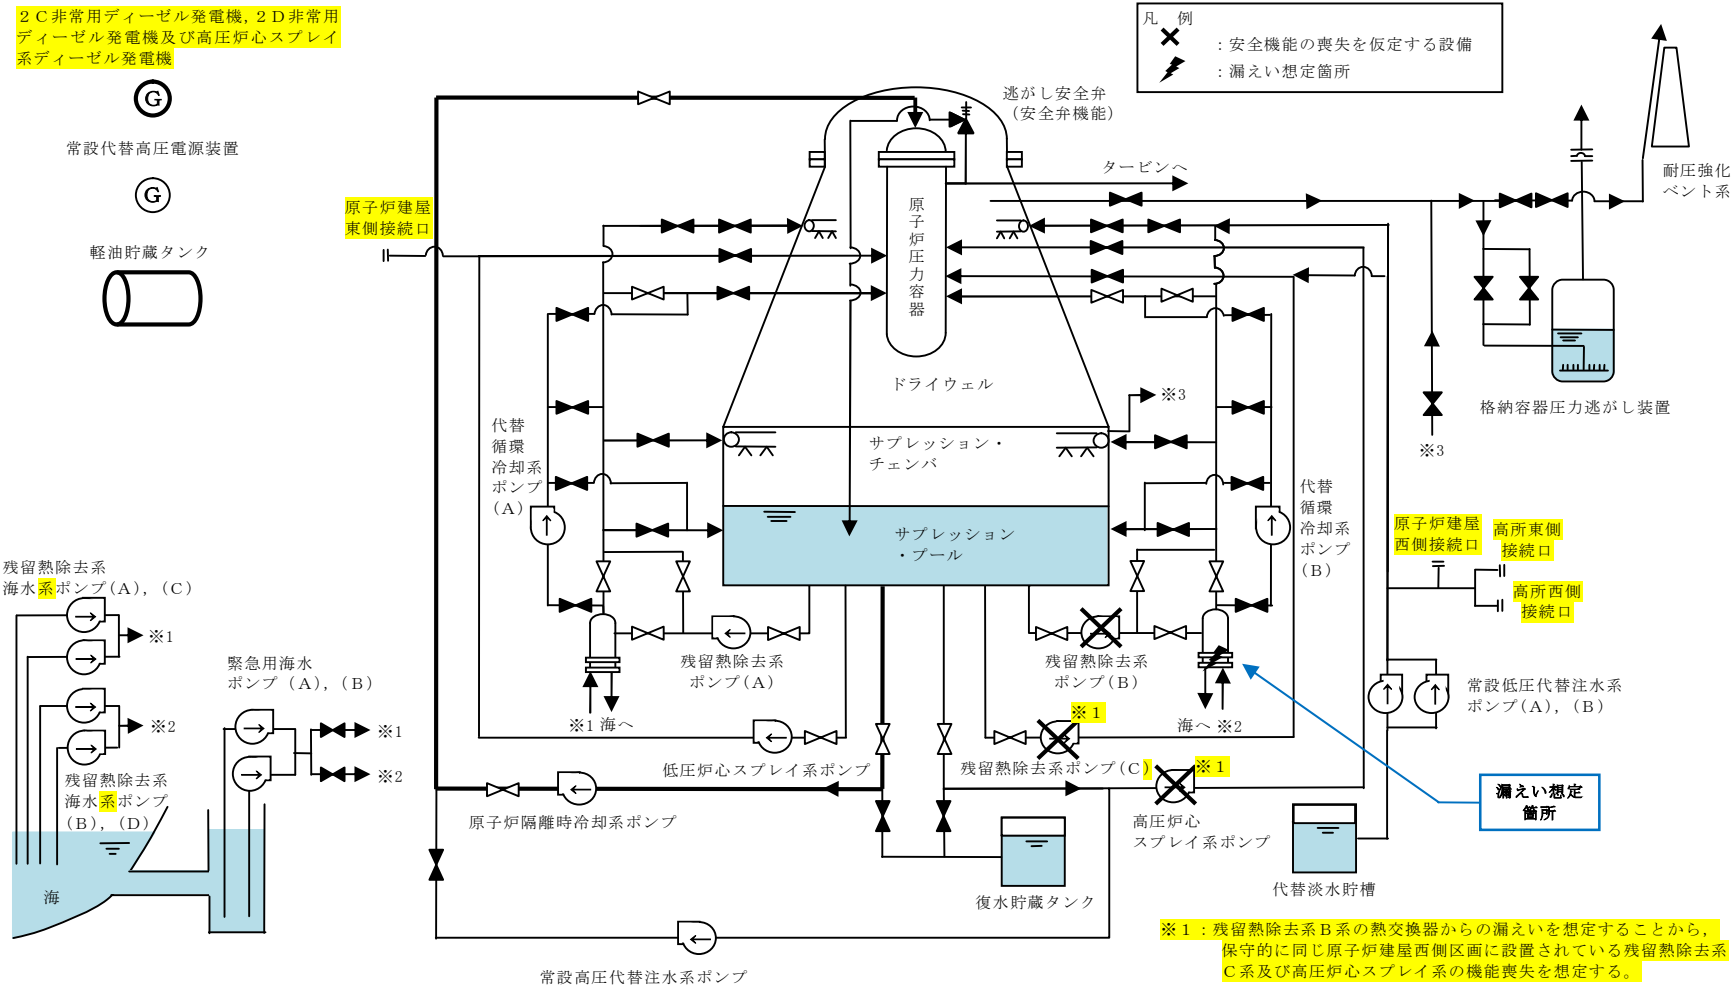 ２Ｃ非常用ディーゼル発電機，２Ｄ非常用
ディーゼル発電機及び高圧炉心スプレイ
系ディーゼル発電機
G
常設代替高圧電源装置
G
軽油貯蔵タンク
凡　例
：安全機能の喪失を仮定する設備
：漏えい想定箇所
逃がし安全弁
（安全弁機能）
タービンへ
耐圧強化
ベント系
原子炉建屋
東側接続口
原子炉圧力容器
ドライウェル
※3
※3
格納容器圧力逃がし装置
代替
循環
冷却系
ポンプ
（A）
サプレッション・
チェンバ
サプレッション
・プール
代替
循環
冷却系
ポンプ
（B）
原子炉建屋
西側接続口
高所東側
接続口
高所西側
接続口
残留熱除去系
海水系ポンプ（A），（C）
※1
※2
残留熱除去系
海水系ポンプ
（B），（D）
海
緊急用海水
ポンプ（A），（B）
※1
※2
残留熱除去系
ポンプ（A）
※1 海へ
残留熱除去系
ポンプ（B）
海へ ※2
常設低圧代替注水系
ポンプ（A），（B）
※１
低圧炉心スプレイ系ポンプ
残留熱除去系ポンプ（C）
※１
原子炉隔離時冷却系ポンプ
高圧炉心
スプレイ系ポンプ
漏えい想定
箇所
復水貯蔵タンク
代替淡水貯槽
常設高圧代替注水系ポンプ
※１：残留熱除去系Ｂ系の熱交換器からの漏えいを想定することから，
保守的に同じ原子炉建屋西側区画に設置されている残留熱除去系
Ｃ系及び高圧炉心スプレイ系の機能喪失を想定する。